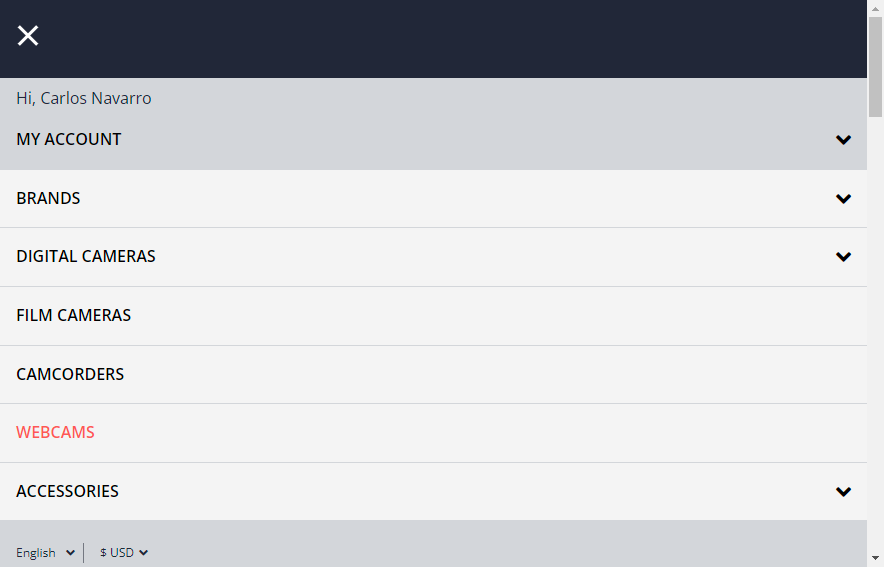 Hi, Carlos Navarro
MY ACCOUNT
BRANDS
DIGITAL CAMERAS
FILM CAMERAS
CAMCORDERS
WEBCAMS
ACCESSORIES
English $ USD